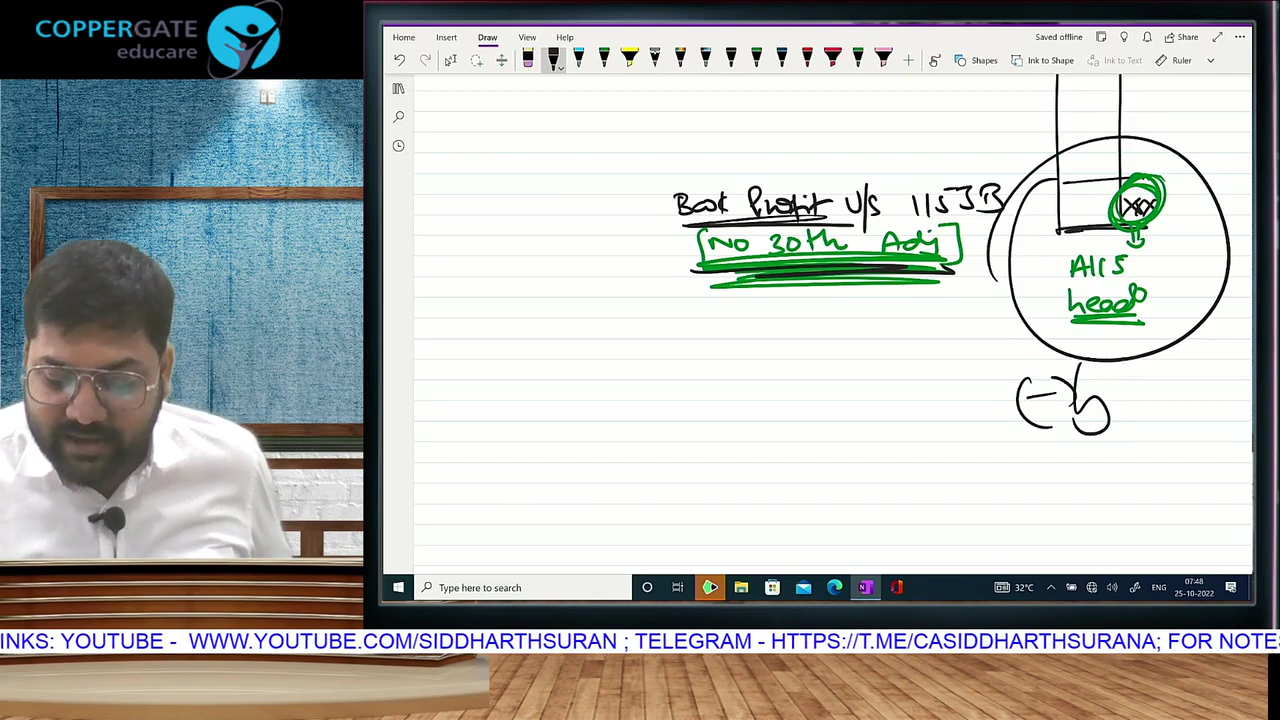 COPPERGATE
educare
Home Insert Draw View Help
Saved offline
Share
Shapes
Ink to Shape
Ink to Text
Ruler
Book Profit U/s 115JB
[No 30th Adj]
xxx
All 5
heads
(-)
Type here to search
32°C
ENG
07:48
25-10-2022
INKS: YOUTUBE - WWW.YOUTUBE.COM/SIDDHARTHSURAN ; TELEGRAM - HTTPS://T.ME/CASIDDHARTHSURANA; FOR NOTES